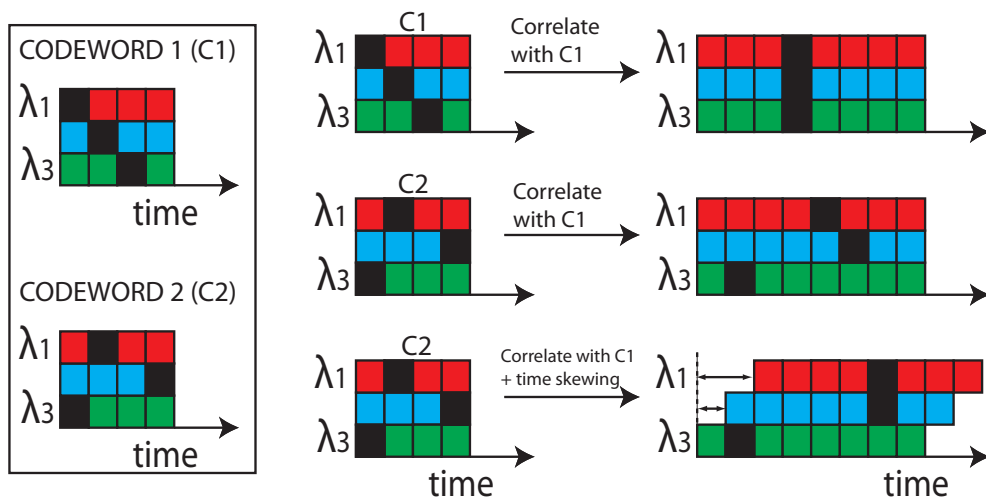 CODEWORD 1 (C1)
λ1
λ3
time
CODEWORD 2 (C2)
λ1
λ3
time
C1
λ1
λ3
Correlate
with C1
λ1
λ3
C2
λ1
λ3
Correlate
with C1
λ1
λ3
C2
λ1
λ3
time
Correlate with C1
+ time skewing
λ1
λ3
time